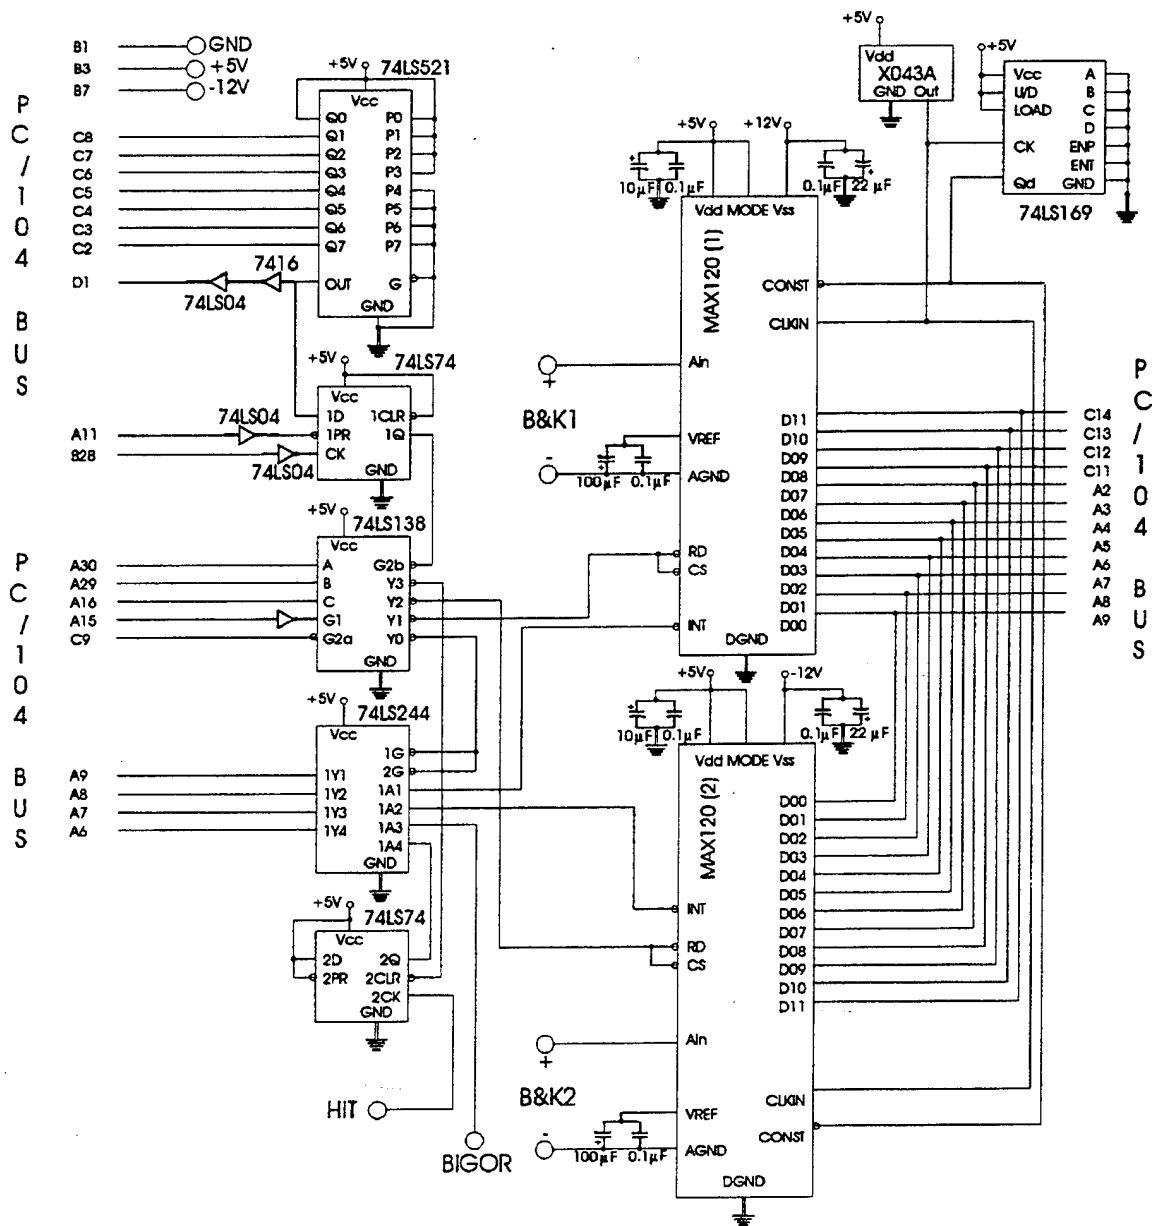 B1 GND
B3 +5V
B7 -12V
PC/104 BUS
+5V 74LS521
Vcc
Q0 P0
C8 Q1 P1
C7 Q2 P2
C6 Q3 P3
C5 Q4 P4
C4 Q5 P5
C3 Q6 P6
C2 Q7 P7
7416
D1 OUT G
74LS04
GND
+5V 74LS74
Vcc
1D 1CLR
74LS04
A11 1PR 1Q
B28 CK
74LS04 GND
+5V
74LS138
Vcc
PC/104 BUS
A30 A G2b
A29 B Y3
A16 C Y2
A15 G1 Y1
C9 G2a Y0
GND
+5V 74LS244
Vcc
1G
2G
A9 1Y1 1A1
A8 1Y2 1A2
A7 1Y3 1A3
A6 1Y4 1A4
GND
+5V 74LS74
Vcc
2D 2Q
2PR 2CLR
2CK
GND
HIT
BIGOR
+5V
Vdd
X043A
GND Out
+5V
Vcc A
U/D B
LOAD C
D
CK ENP
ENT
Qd GND
74LS169
+5V +12V
10µF 0.1µF 0.1µF 22 µF
Vdd MODE Vss
MAX120 (1)
CONST
CLKIN
Ain
+
B&K1
-
VREF
AGND
100µF 0.1µF
RD
CS
INT
DGND
D11
D10
D09
D08
D07
D06
D05
D04
D03
D02
D01
D00
C14
C13
C12
C11
A2
A3
A4
A5
A6
A7
A8
A9
PC/104 BUS
+5V -12V
10µF 0.1µF 0.1µF 22 µF
Vdd MODE Vss
MAX120 (2)
D00
D01
D02
D03
D04
D05
D06
D07
D08
D09
D10
D11
INT
RD
CS
Ain
+
B&K2
-
VREF
AGND
100µF 0.1µF
CLKIN
CONST
DGND